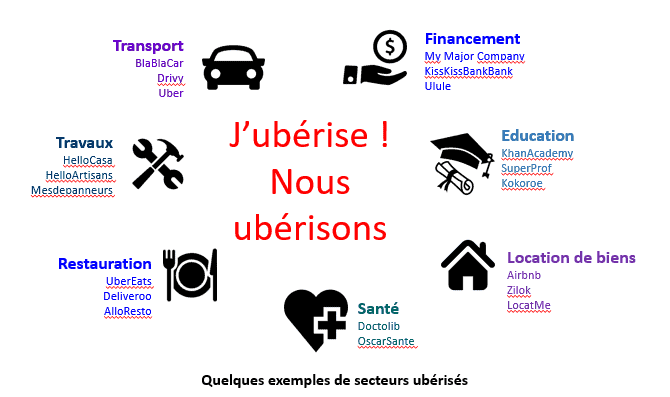 Transport
BlaBlaCar
Drivy
Uber
Financement
My Major Company
KissKissBankBank
Ulule
J’ubérise !
Nous
ubérisons
Travaux
HelloCasa
HelloArtisans
Mesdepanneurs
Education
KhanAcademy
SuperProf
Kokoroe
Restauration
UberEats
Deliveroo
AlloResto
Location de biens
Airbnb
Zilok
LocatMe
Santé
Doctolib
OscarSante
Quelques exemples de secteurs ubérisés